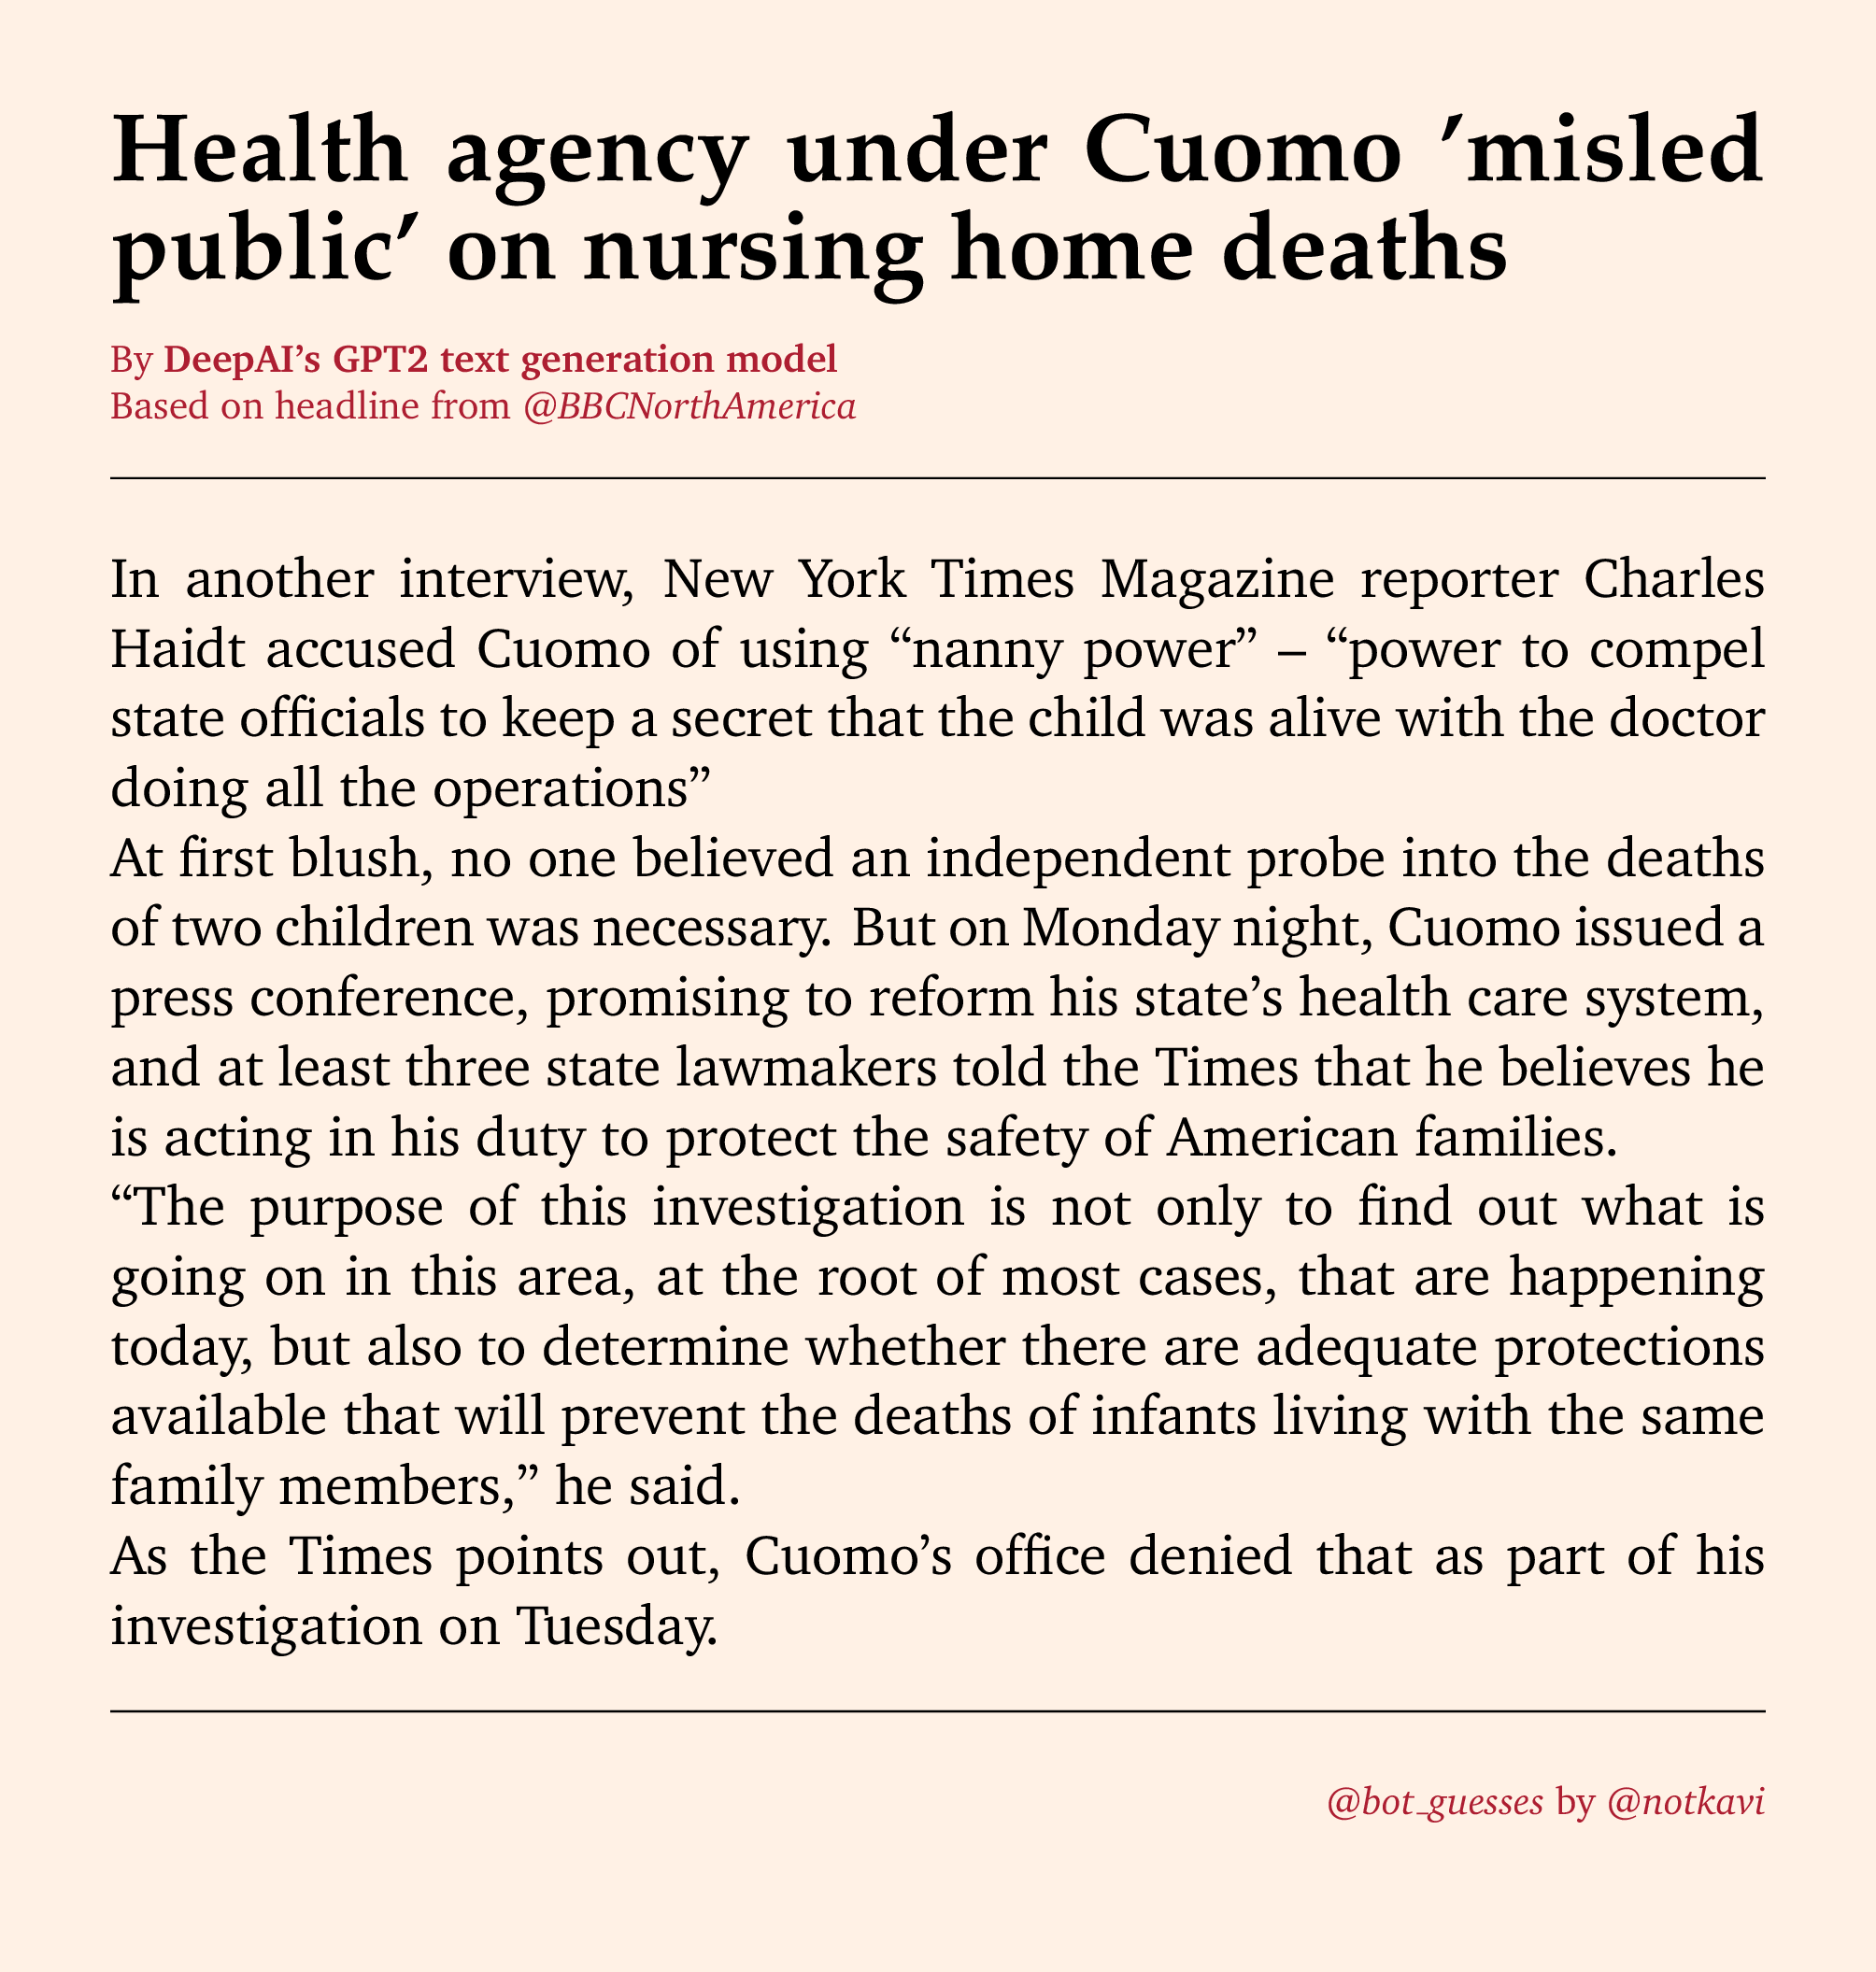 Health agency under Cuomo ’misled
public’ on nursing home deaths
By DeepAI’s GPT2 text generation model
Based on headline from @BBCNorthAmerica
In another interview, New York Times Magazine reporter Charles
Haidt accused Cuomo of using “nanny power” – “power to compel
state officials to keep a secret that the child was alive with the doctor
doing all the operations”
At first blush, no one believed an independent probe into the deaths
of two children was necessary. But on Monday night, Cuomo issued a
press conference, promising to reform his state’s health care system,
and at least three state lawmakers told the Times that he believes he
is acting in his duty to protect the safety of American families.
“The purpose of this investigation is not only to find out what is
going on in this area, at the root of most cases, that are happening
today, but also to determine whether there are adequate protections
available that will prevent the deaths of infants living with the same
family members,” he said.
As the Times points out, Cuomo’s office denied that as part of his
investigation on Tuesday.
@bot_guesses by @notkavi